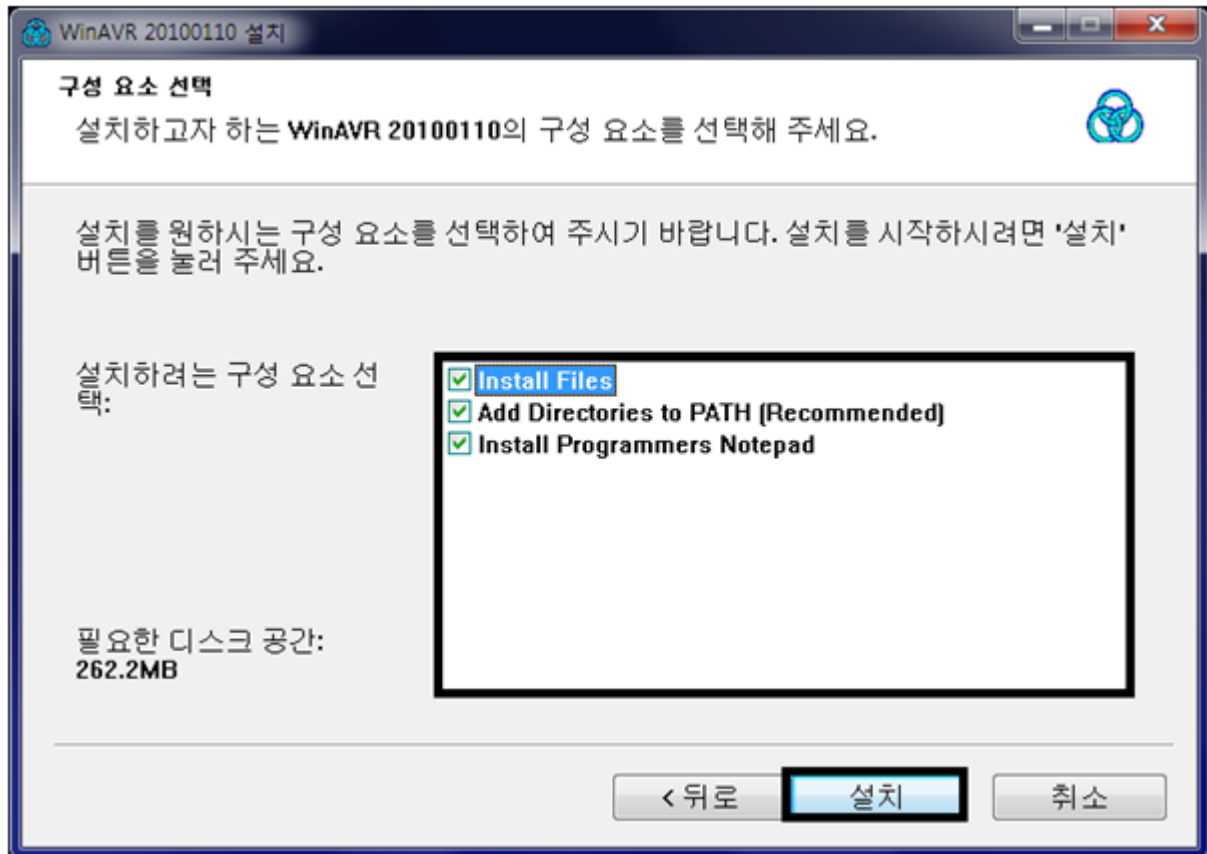 WinAVR 20100110 설치
구성 요소 선택
설치하고자 하는 WinAVR 20100110의 구성 요소를 선택해 주세요.
설치를 원하시는 구성 요소를 선택하여 주시기 바랍니다. 설치를 시작하시려면 '설치'
버튼을 눌러 주세요.
설치하려는 구성 요소 선
택:
Install Files
Add Directories to PATH (Recommended)
Install Programmers Notepad
필요한 디스크 공간:
262.2MB
< 뒤로
설치
취소